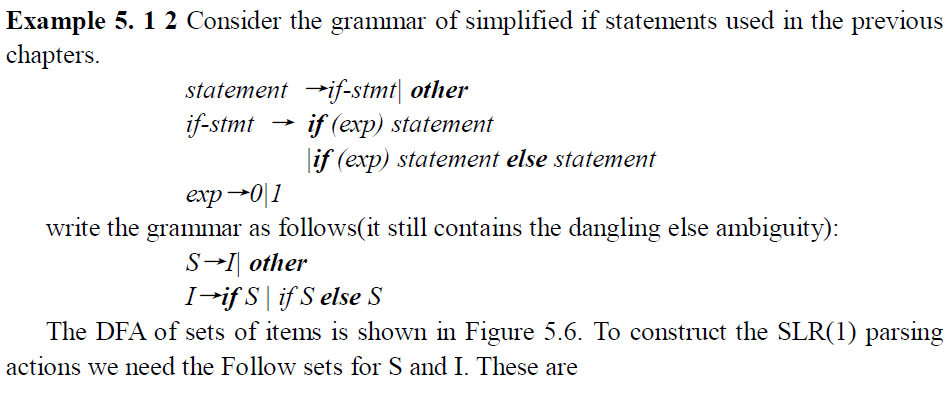 Example 5. 1 2 Consider the grammar of simplified if statements used in the previous
chapters.
statement →if-stmt| other
if-stmt → if (exp) statement
|if (exp) statement else statement
exp→0|1
write the grammar as follows(it still contains the dangling else ambiguity):
S→I| other
I→if S | if S else S
The DFA of sets of items is shown in Figure 5.6. To construct the SLR(1) parsing
actions we need the Follow sets for S and I. These are